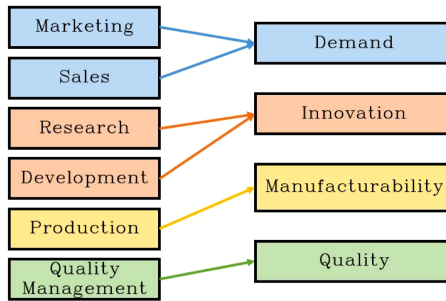 Marketing
Sales
Research
Development
Production
Quality
Management
Demand
Innovation
Manufacturability
Quality